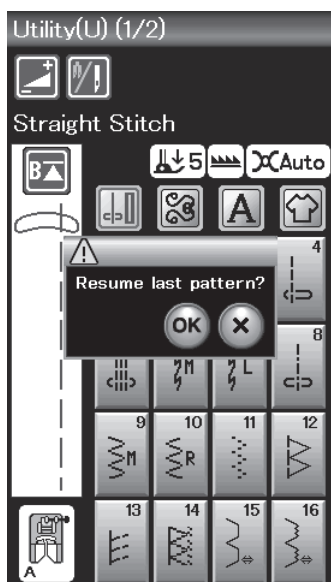 Utility(U) (1/2)
Straight Stitch
5 Auto
B
A
4
Resume last pattern?
OK
M L
8
9 10 11 12
M R
13 14 15 16
A